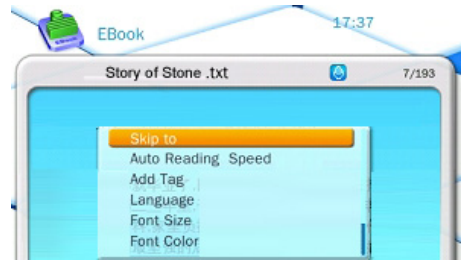 EBook
17:37
Story of Stone .txt
7/193
Skip to
Auto Reading Speed
Add Tag
Language
Font Size
Font Color